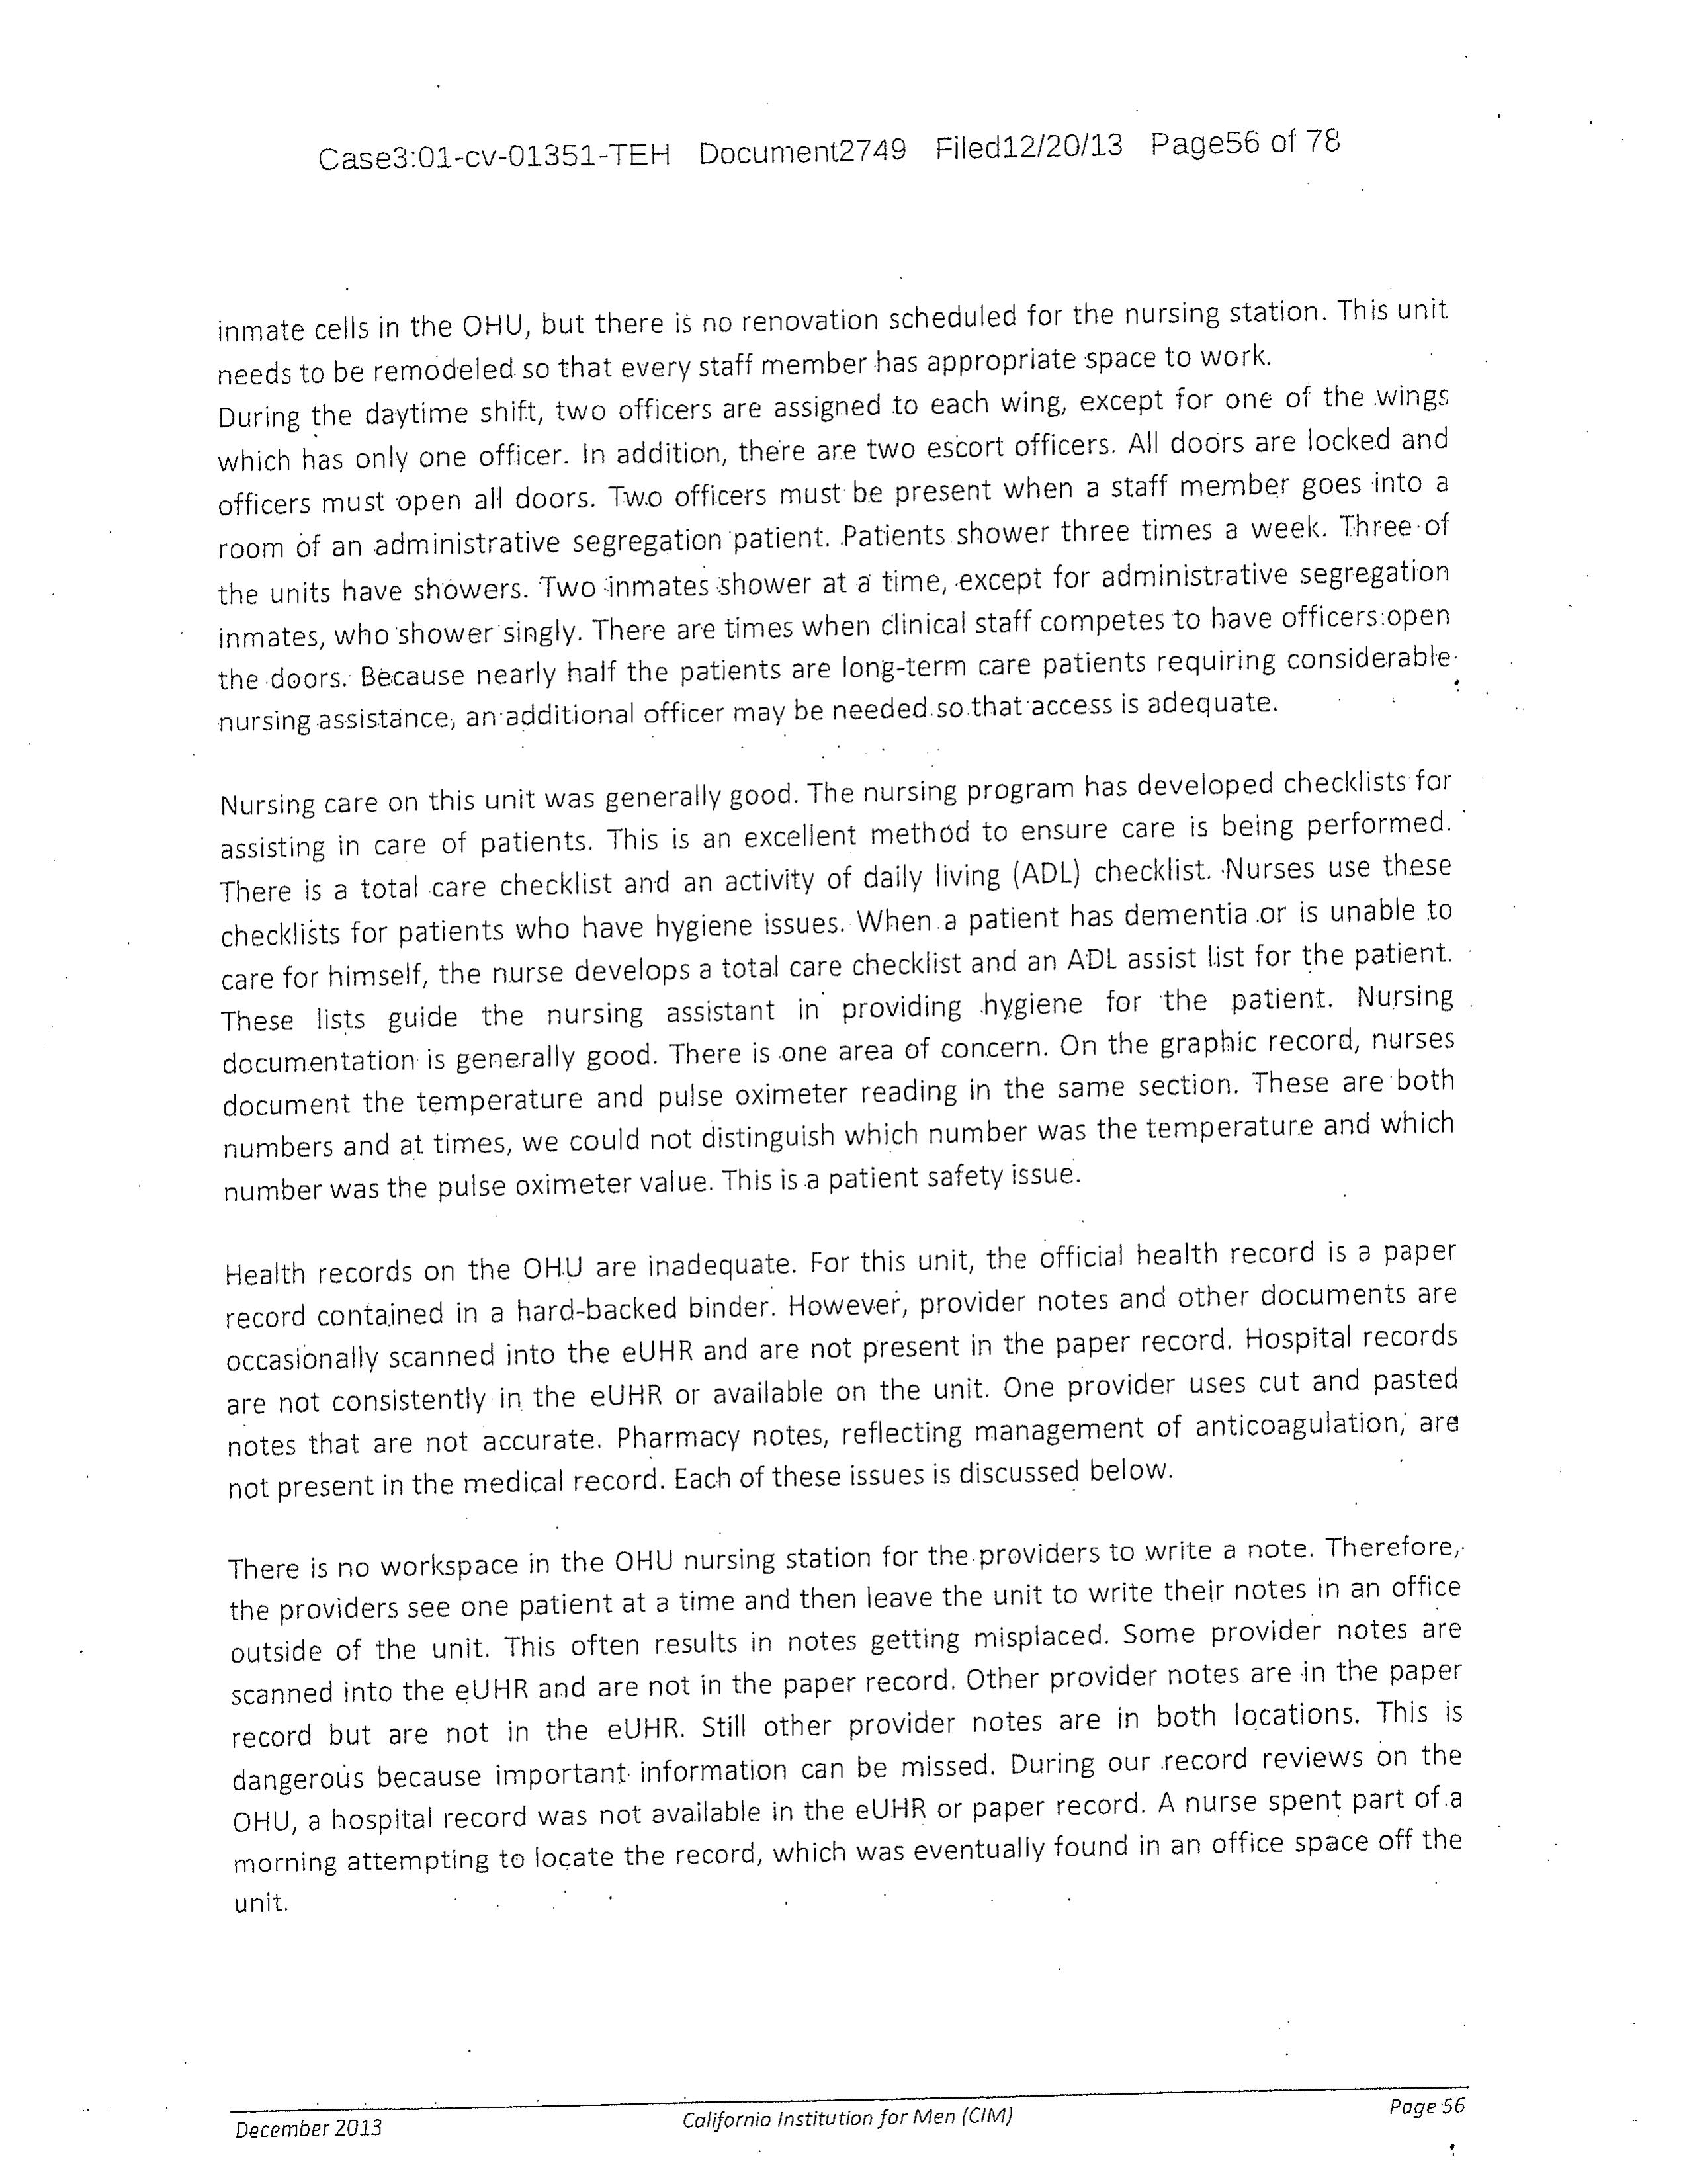 Case3:01-cv-01351-TEH Document2749 Filed12/20/13 Page56 of 78
inmate cells in the OHU, but there is no renovation scheduled for the nursing station. This unit
needs to be remodeled so that every staff member has appropriate space to work.
During the daytime shift, two officers are assigned to each wing, except for one of the wings
which has only one officer. In addition, there are two escort officers. All doors are locked and
officers must open all doors. Two officers must be present when a staff member goes into a
room of an administrative segregation patient. Patients shower three times a week. Three of
the units have showers. Two inmates shower at a time, except for administrative segregation
inmates, who shower singly. There are times when clinical staff competes to have officers open
the doors. Because nearly half the patients are long-term care patients requiring considerable
nursing assistance, an additional officer may be needed so that access is adequate.
Nursing care on this unit was generally good. The nursing program has developed checklists for
assisting in care of patients. This is an excellent method to ensure care is being performed.
There is a total care checklist and an activity of daily living (ADL) checklist. Nurses use these
checklists for patients who have hygiene issues. When a patient has dementia or is unable to
care for himself, the nurse develops a total care checklist and an ADL assist list for the patient.
These lists guide the nursing assistant in providing hygiene for the patient. Nursing
documentation is generally good. There is one area of concern. On the graphic record, nurses
document the temperature and pulse oximeter reading in the same section. These are both
numbers and at times, we could not distinguish which number was the temperature and which
number was the pulse oximeter value. This is a patient safety issue.
Health records on the OHU are inadequate. For this unit, the official health record is a paper
record contained in a hard-backed binder. However, provider notes and other documents are
occasionally scanned into the eUHR and are not present in the paper record. Hospital records
are not consistently in the eUHR or available on the unit. One provider uses cut and pasted
notes that are not accurate. Pharmacy notes, reflecting management of anticoagulation, are
not present in the medical record. Each of these issues is discussed below.
There is no workspace in the OHU nursing station for the providers to write a note. Therefore,
the providers see one patient at a time and then leave the unit to write their notes in an office
outside of the unit. This often results in notes getting misplaced. Some provider notes are
scanned into the eUHR and are not in the paper record. Other provider notes are in the paper
record but are not in the eUHR. Still other provider notes are in both locations. This is
dangerous because important information can be missed. During our record reviews on the
OHU, a hospital record was not available in the eUHR or paper record. A nurse spent part of a
morning attempting to locate the record, which was eventually found in an office space off the
unit.
December 2013 California Institution for Men (CIM) Page 56